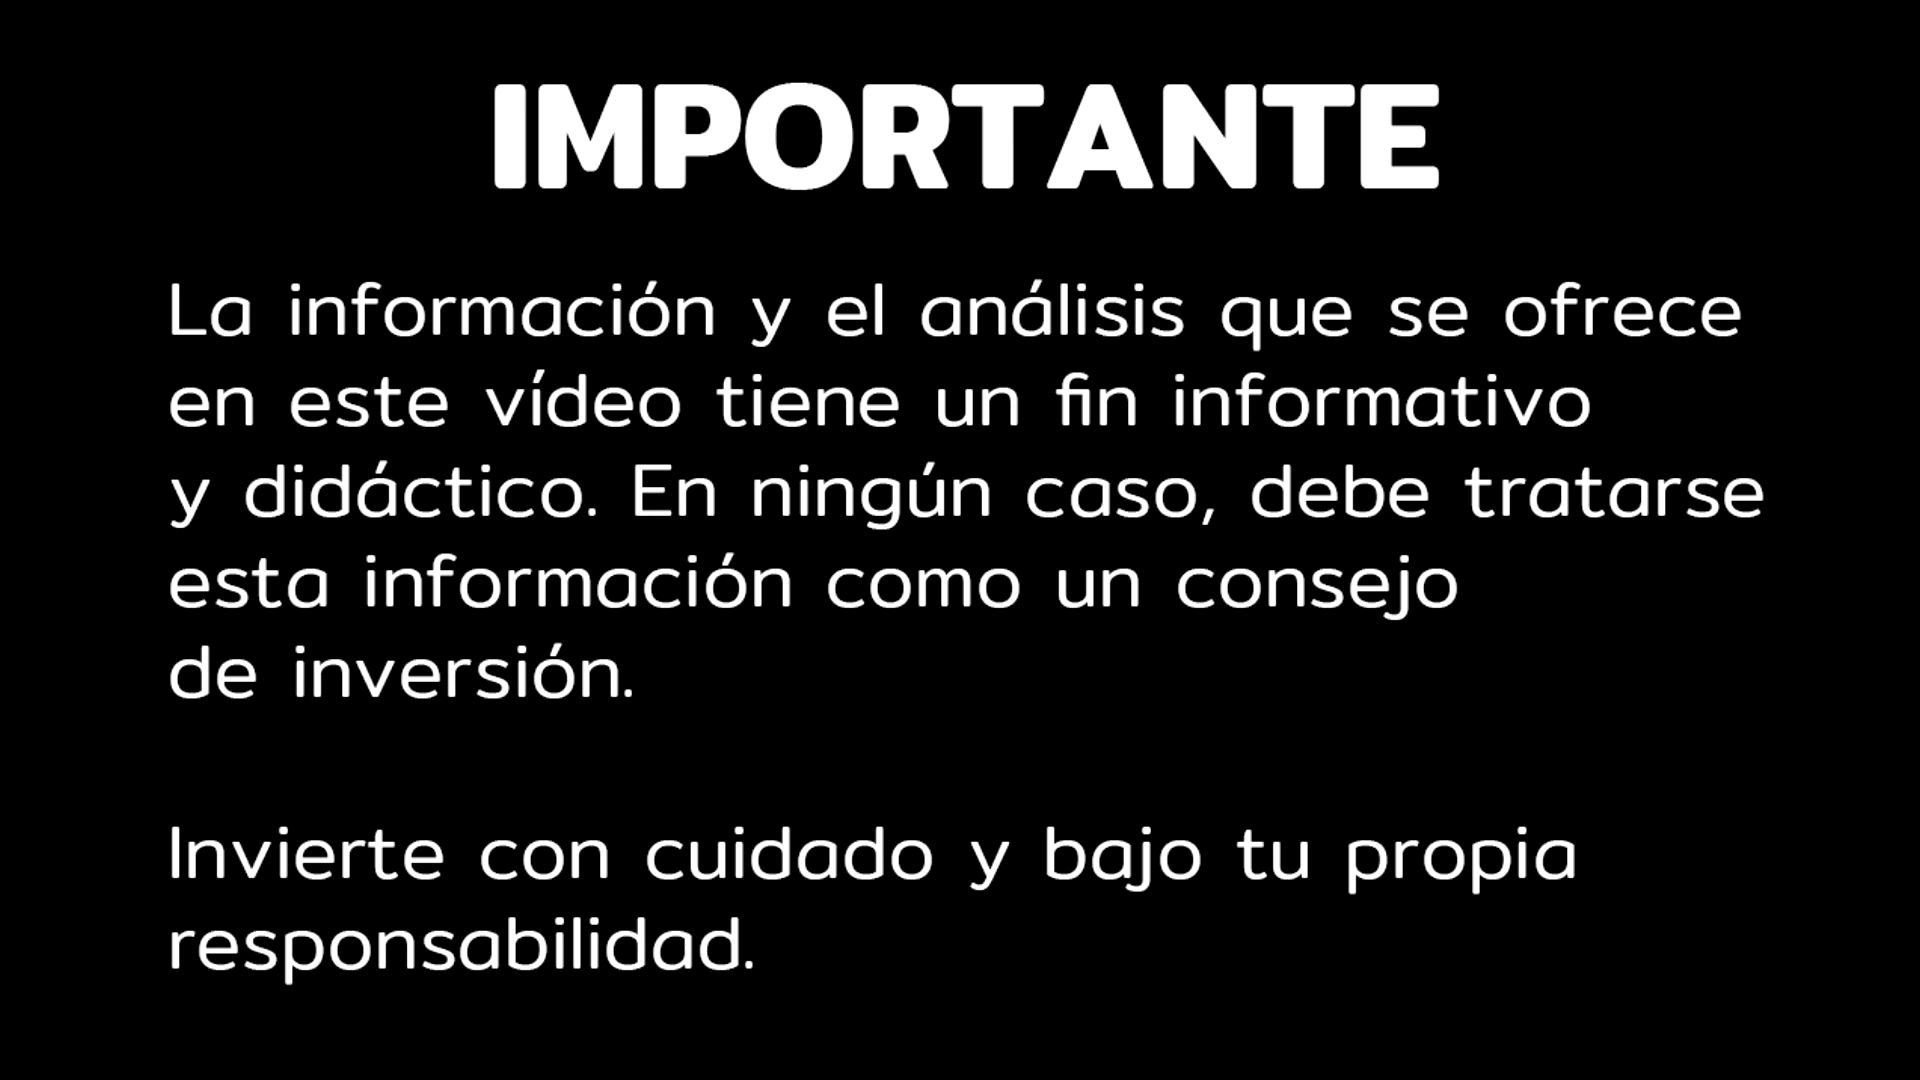 IMPORTANTE
La información y el análisis que se ofrece
en este vídeo tiene un fin informativo
y didáctico. En ningún caso, debe tratarse
esta información como un consejo
de inversión.
Invierte con cuidado y bajo tu propia
responsabilidad.